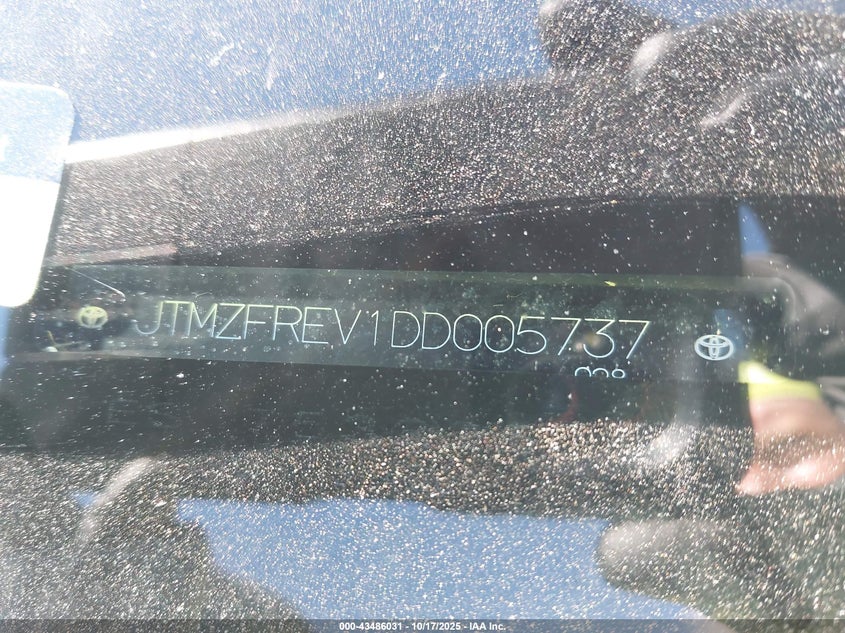 JTMZFREV1DD005737
000-43486031 - 10/17/2025 - IAA Inc.